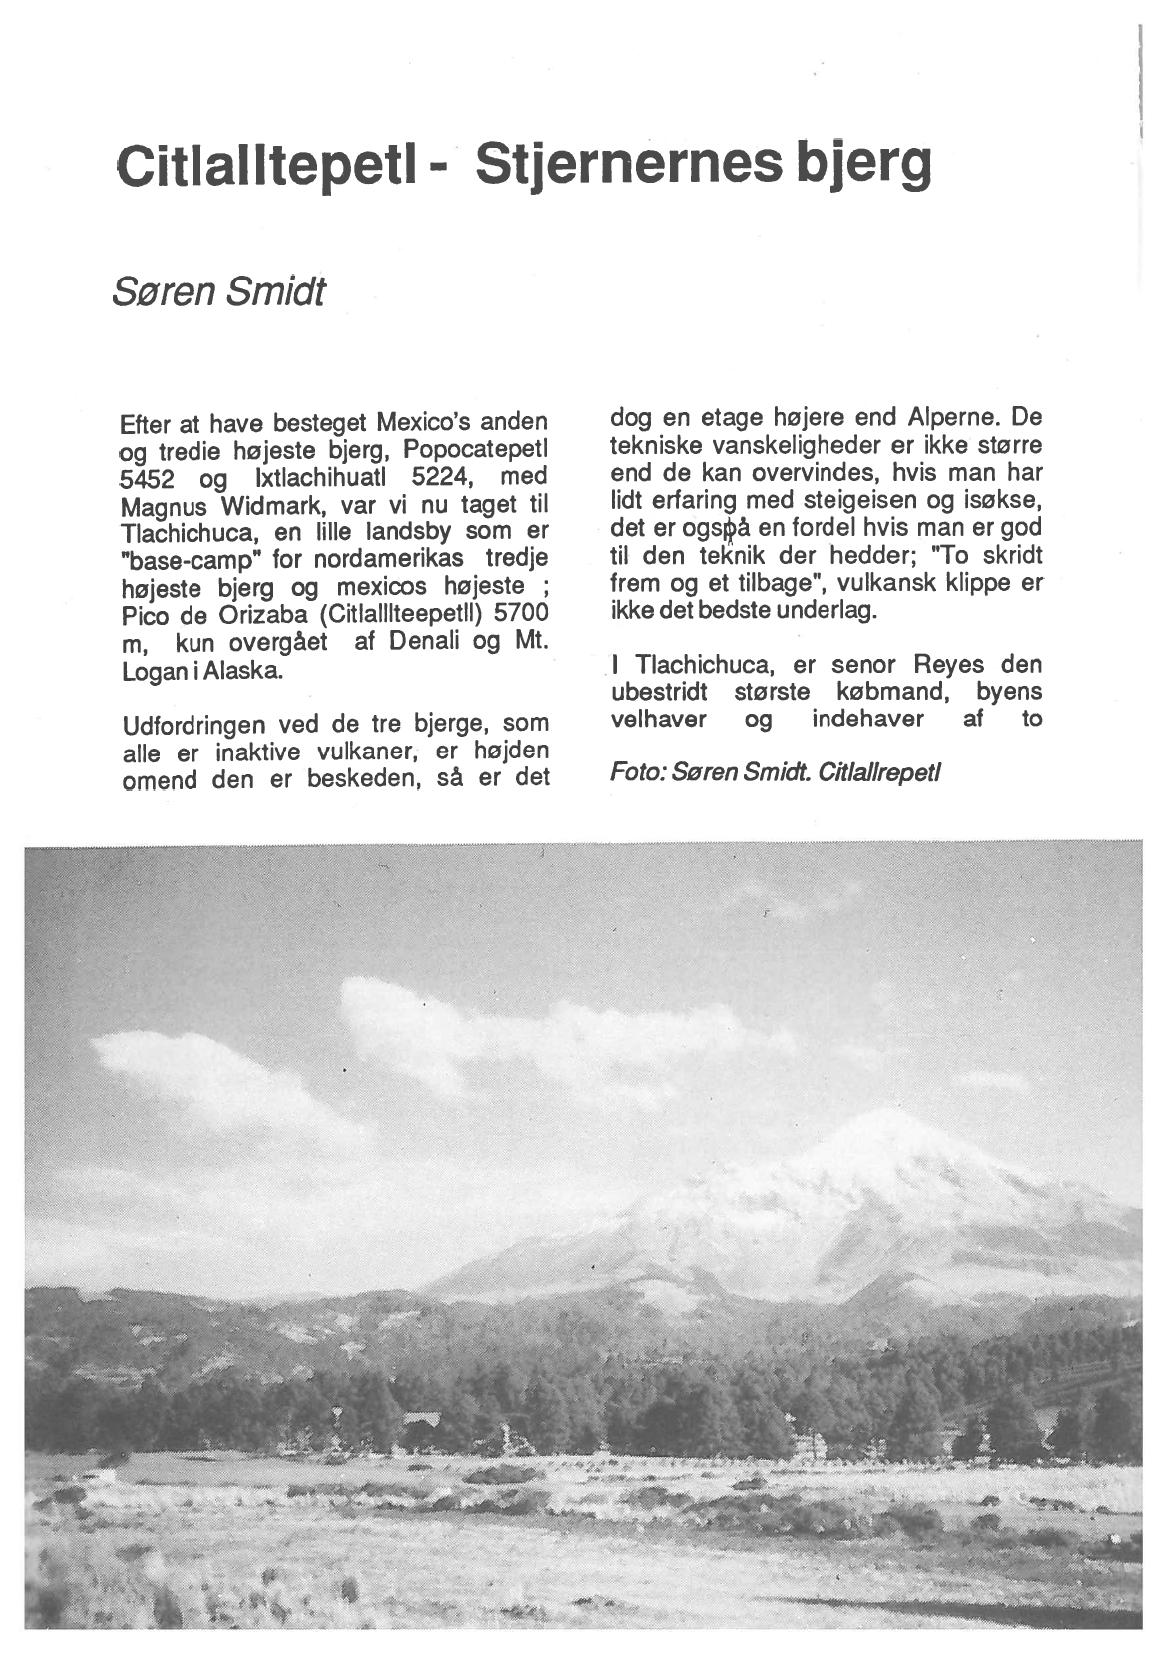 Citlalltepetl - Stjernernes bjerg
Søren Smidt
Efter at have besteget Mexico's anden
og tredie højeste bjerg, Popocatepetl
5452 og Ixtlachihuatl 5224, med
Magnus Widmark, var vi nu taget til
Tlachichuca, en lille landsby som er
"base-camp" for nordamerikas tredje
højeste bjerg og mexicos højeste ;
Pico de Orizaba (Citlalllteepetll) 5700
m, kun overgået af Denali og Mt.
Logan i Alaska.
Udfordringen ved de tre bjerge, som
alle er inaktive vulkaner, er højden
omend den er beskeden, så er det
dog en etage højere end Alperne. De
tekniske vanskeligheder er ikke større
end de kan overvindes, hvis man har
lidt erfaring med steigeisen og isøkse,
det er også en fordel hvis man er god
til den teknik der hedder; "To skridt
frem og et tilbage", vulkansk klippe er
ikke det bedste underlag.
I Tlachichuca, er senor Reyes den
ubestridt største købmand, byens
velhaver og indehaver af to
Foto: Søren Smidt. Citlallrepetl